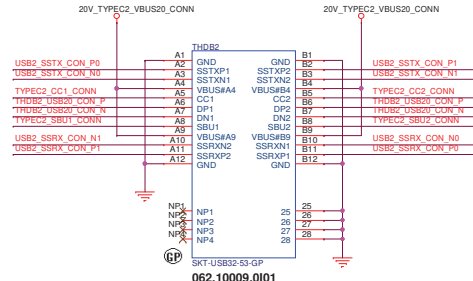 20V_TYPEC2_VBUS20_CONN 20V_TYPEC2_VBUS20_CONN
THDB2
A1 GND GND B1
USB2_SSTX_CON_P0 A2 SSTXP1 SSTXP2 B2 USB2_SSTX_CON_P1
USB2_SSTX_CON_N0 A3 SSTXN1 SSTXN2 B3 USB2_SSTX_CON_N1
A4 VBUS#A4 VBUS#B4 B4
TYPEC2_CC1_CONN A5 CC1 CC2 B5 TYPEC2_CC2_CONN
THDB2_USB20_CON_P A6 DP1 DP2 B6 THDB2_USB20_CON_P
THDB2_USB20_CON_N A7 DN1 DN2 B7 THDB2_USB20_CON_N
TYPEC2_SBU1_CONN A8 SBU1 SBU2 B8 TYPEC2_SBU2_CONN
A9 VBUS#A9 VBUS#B9 B9
USB2_SSRX_CON_N1 A10 SSRXN2 SSRXN1 B10 USB2_SSRX_CON_N0
USB2_SSRX_CON_P1 A11 SSRXP2 SSRXP1 B11 USB2_SSRX_CON_P0
A12 GND GND B12
NP1 NP1 25 25
NP2 NP2 26 26
NP3 NP3 27 27
NP4 NP4 28 28
GP
SKT-USB32-53-GP
062.10009.0I01